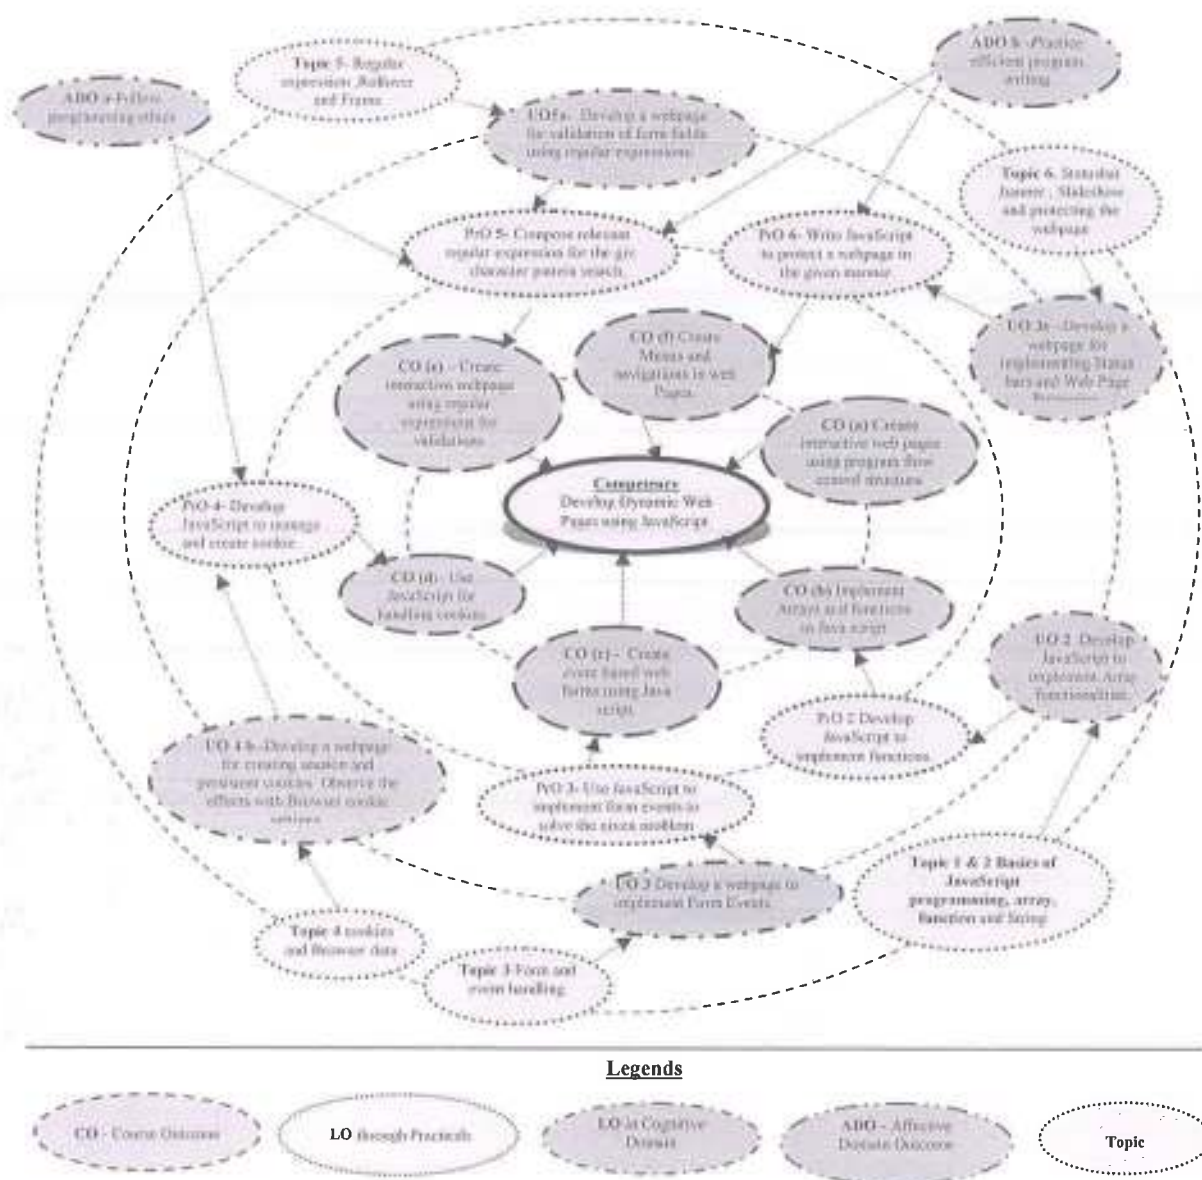 Topic 5- Regular
expression ,Rollover
and Frame
ADO b -Practice
efficient program
writing
ADO a-Follow
programming ethics
UO5a- Develop a webpage
for validation of form fields
using regular expressions
Topic 6- Statusbar
banner , Slideshow
and protecting the
webpage
PrO 5- Compose relevant
regular expression for the giv
character pattern search.
PrO 6- Write JavaScript
to protect a webpage in
the given manner
UO 3e -Develop a
webpage for
implementing Status
bars and Web Page
CO (e) - Create
interactive webpage
using regular
expression for
validations
CO (f) Create
Menus and
navigations in web
Pages.
CO (a) Create
interactive web pages
using program flow
control structure
Competency
Develop Dynamic Web
Pages using JavaScript
PrO 4- Develop
JavaScript to manage
and create cookie
CO (d) - Use
JavaScript for
handling cookies.
CO (b) Implement
Arrays and functions
in Java script
CO (c) - Create
event based web
forms using Java
script.
UO 2 Develop
JavaScript to
implement Array
functionalities
PrO 2 Develop
JavaScript to
implement functions.
UO 4 b -Develop a webpage
for creating session and
persistent cookies. Observe the
effects with Browser cookie
settings
PrO 3- Use JavaScript to
implement form events to
solve the given problem
UO 3 Develop a webpage to
implement Form Events
Topic 1 & 2 Basics of
JavaScript
programming, array,
function and String
Topic 4 cookies
and Browser data
Topic 3 Form and
event handling
Legends
CO - Course Outcome
LO through Practicals
LO in Cognitive
Domain
ADO - Affective
Domain Outcome
Topic